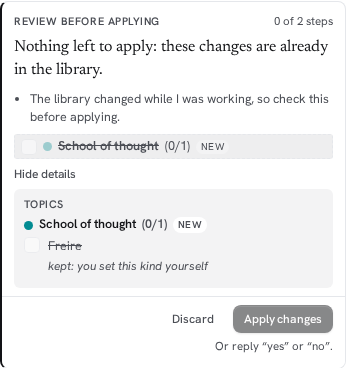 REVIEW BEFORE APPLYING 0 of 2 steps
Nothing left to apply: these changes are already
in the library.
• The library changed while I was working, so check this
before applying.
School of thought (0/1) NEW
Hide details
TOPICS
School of thought (0/1) NEW
Freire
kept: you set this kind yourself
Discard Apply changes
Or reply “yes” or “no”.